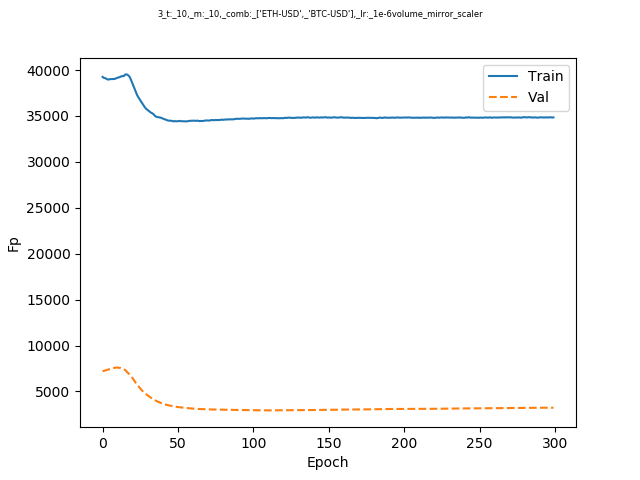 3_t:_10,_m:_10,_comb:_['ETH-USD',_'BTC-USD'],_lr:_1e-6volume_mirror_scaler
Train
Val
40000
35000
30000
25000
20000
15000
10000
5000
Fp
0 50 100 150 200 250 300
Epoch